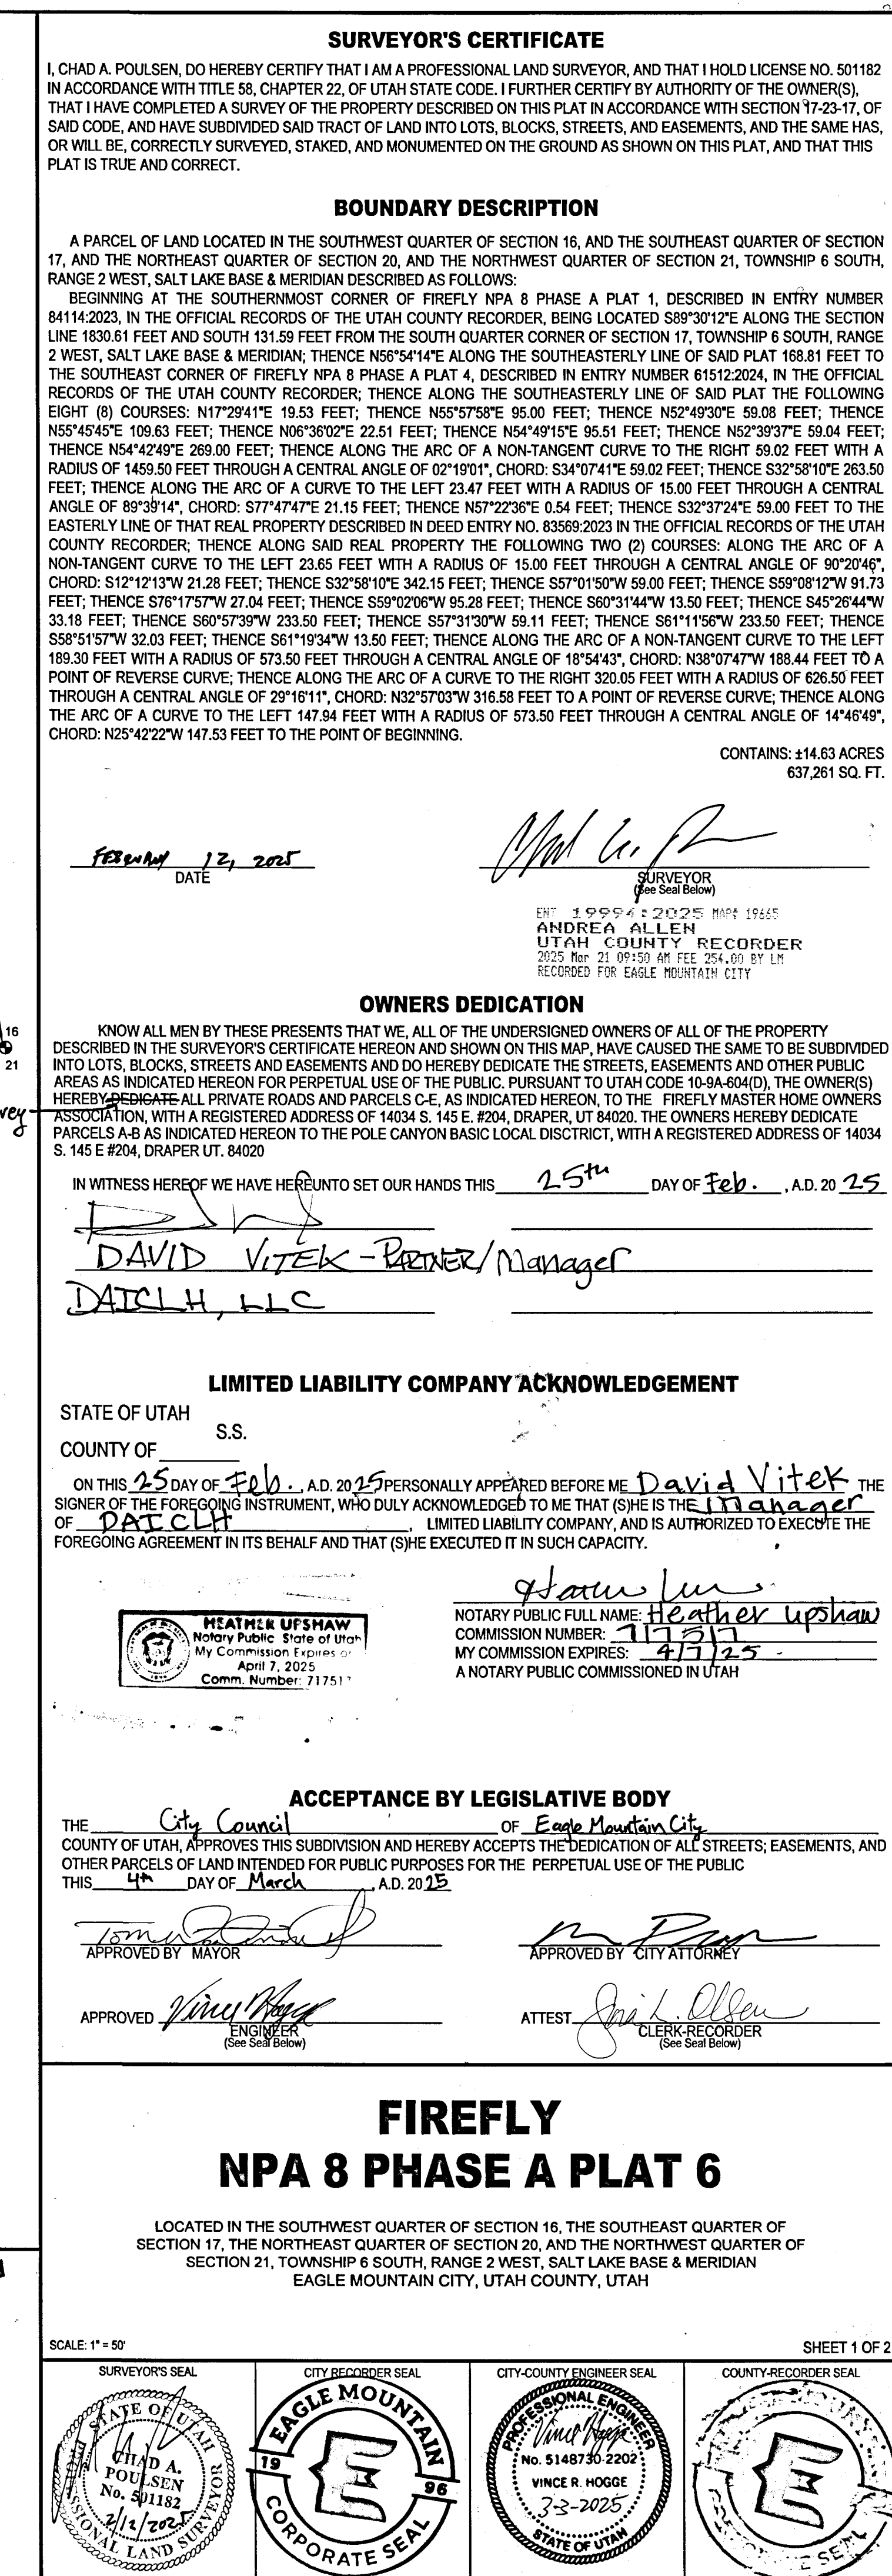 SURVEYOR'S CERTIFICATE
I, CHAD A. POULSEN, DO HEREBY CERTIFY THAT I AM A PROFESSIONAL LAND SURVEYOR, AND THAT I HOLD LICENSE NO. 501182
IN ACCORDANCE WITH TITLE 58, CHAPTER 22, OF UTAH STATE CODE. I FURTHER CERTIFY BY AUTHORITY OF THE OWNER(S),
THAT I HAVE COMPLETED A SURVEY OF THE PROPERTY DESCRIBED ON THIS PLAT IN ACCORDANCE WITH SECTION 17-23-17, OF
SAID CODE, AND HAVE SUBDIVIDED SAID TRACT OF LAND INTO LOTS, BLOCKS, STREETS, AND EASEMENTS, AND THE SAME HAS,
OR WILL BE, CORRECTLY SURVEYED, STAKED, AND MONUMENTED ON THE GROUND AS SHOWN ON THIS PLAT, AND THAT THIS
PLAT IS TRUE AND CORRECT.
BOUNDARY DESCRIPTION
A PARCEL OF LAND LOCATED IN THE SOUTHWEST QUARTER OF SECTION 16, AND THE SOUTHEAST QUARTER OF SECTION
17, AND THE NORTHEAST QUARTER OF SECTION 20, AND THE NORTHWEST QUARTER OF SECTION 21, TOWNSHIP 6 SOUTH,
RANGE 2 WEST, SALT LAKE BASE & MERIDIAN DESCRIBED AS FOLLOWS:
BEGINNING AT THE SOUTHERNMOST CORNER OF FIREFLY NPA 8 PHASE A PLAT 1, DESCRIBED IN ENTRY NUMBER
84114:2023, IN THE OFFICIAL RECORDS OF THE UTAH COUNTY RECORDER, BEING LOCATED S89°30'12"E ALONG THE SECTION
LINE 1830.61 FEET AND SOUTH 131.59 FEET FROM THE SOUTH QUARTER CORNER OF SECTION 17, TOWNSHIP 6 SOUTH, RANGE
2 WEST, SALT LAKE BASE & MERIDIAN; THENCE N56°54'14"E ALONG THE SOUTHEASTERLY LINE OF SAID PLAT 168.81 FEET TO
THE SOUTHEAST CORNER OF FIREFLY NPA 8 PHASE A PLAT 4, DESCRIBED IN ENTRY NUMBER 61512:2024, IN THE OFFICIAL
RECORDS OF THE UTAH COUNTY RECORDER; THENCE ALONG THE SOUTHEASTERLY LINE OF SAID PLAT THE FOLLOWING
EIGHT (8) COURSES: N17°29'41"E 19.53 FEET; THENCE N55°57'58"E 95.00 FEET; THENCE N52°49'30"E 59.08 FEET; THENCE
N55°45'45"E 109.63 FEET; THENCE N06°36'02"E 22.51 FEET; THENCE N54°49'15"E 95.51 FEET; THENCE N52°39'37"E 59.04 FEET;
THENCE N54°42'49"E 269.00 FEET; THENCE ALONG THE ARC OF A NON-TANGENT CURVE TO THE RIGHT 59.02 FEET WITH A
RADIUS OF 1459.50 FEET THROUGH A CENTRAL ANGLE OF 02°19'01", CHORD: S34°07'41"E 59.02 FEET; THENCE S32°58'10"E 263.50
FEET; THENCE ALONG THE ARC OF A CURVE TO THE LEFT 23.47 FEET WITH A RADIUS OF 15.00 FEET THROUGH A CENTRAL
ANGLE OF 89°39'14", CHORD: S77°47'47"E 21.15 FEET; THENCE N57°22'36"E 0.54 FEET; THENCE S32°37'24"E 59.00 FEET TO THE
EASTERLY LINE OF THAT REAL PROPERTY DESCRIBED IN DEED ENTRY NO. 83569:2023 IN THE OFFICIAL RECORDS OF THE UTAH
COUNTY RECORDER; THENCE ALONG SAID REAL PROPERTY THE FOLLOWING TWO (2) COURSES: ALONG THE ARC OF A
NON-TANGENT CURVE TO THE LEFT 23.65 FEET WITH A RADIUS OF 15.00 FEET THROUGH A CENTRAL ANGLE OF 90°20'46",
CHORD: S12°12'13"W 21.28 FEET; THENCE S32°58'10"E 342.15 FEET; THENCE S57°01'50"W 59.00 FEET; THENCE S59°08'12"W 91.73
FEET; THENCE S76°17'57"W 27.04 FEET; THENCE S59°02'06"W 95.28 FEET; THENCE S60°31'44"W 13.50 FEET; THENCE S45°26'44"W
33.18 FEET; THENCE S60°57'39"W 233.50 FEET; THENCE S57°31'30"W 59.11 FEET; THENCE S61°11'56"W 233.50 FEET; THENCE
S58°51'57"W 32.03 FEET; THENCE S61°19'34"W 13.50 FEET; THENCE ALONG THE ARC OF A NON-TANGENT CURVE TO THE LEFT
189.30 FEET WITH A RADIUS OF 573.50 FEET THROUGH A CENTRAL ANGLE OF 18°54'43", CHORD: N38°07'47"W 188.44 FEET TO A
POINT OF REVERSE CURVE; THENCE ALONG THE ARC OF A CURVE TO THE RIGHT 320.05 FEET WITH A RADIUS OF 626.50 FEET
THROUGH A CENTRAL ANGLE OF 29°16'11", CHORD: N32°57'03"W 316.58 FEET TO A POINT OF REVERSE CURVE; THENCE ALONG
THE ARC OF A CURVE TO THE LEFT 147.94 FEET WITH A RADIUS OF 573.50 FEET THROUGH A CENTRAL ANGLE OF 14°46'49",
CHORD: N25°42'22"W 147.53 FEET TO THE POINT OF BEGINNING.
CONTAINS: ±14.63 ACRES
637,261 SQ. FT.
FEBRUARY 12, 2025
DATE
SURVEYOR
(See Seal Below)
ENT 19994:2025 MAP# 19665
ANDREA ALLEN
UTAH COUNTY RECORDER
2025 Mar 21 09:50 AM FEE 254.00 BY LM
RECORDED FOR EAGLE MOUNTAIN CITY
OWNERS DEDICATION
16
21
KNOW ALL MEN BY THESE PRESENTS THAT WE, ALL OF THE UNDERSIGNED OWNERS OF ALL OF THE PROPERTY
DESCRIBED IN THE SURVEYOR'S CERTIFICATE HEREON AND SHOWN ON THIS MAP, HAVE CAUSED THE SAME TO BE SUBDIVIDED
INTO LOTS, BLOCKS, STREETS AND EASEMENTS AND DO HEREBY DEDICATE THE STREETS, EASEMENTS AND OTHER PUBLIC
AREAS AS INDICATED HEREON FOR PERPETUAL USE OF THE PUBLIC. PURSUANT TO UTAH CODE 10-9A-604(D), THE OWNER(S)
HEREBY DEDICATE ALL PRIVATE ROADS AND PARCELS C-E, AS INDICATED HEREON, TO THE FIREFLY MASTER HOME OWNERS
vey
ASSOCIATION, WITH A REGISTERED ADDRESS OF 14034 S. 145 E. #204, DRAPER, UT 84020. THE OWNERS HEREBY DEDICATE
PARCELS A-B AS INDICATED HEREON TO THE POLE CANYON BASIC LOCAL DISCTRICT, WITH A REGISTERED ADDRESS OF 14034
S. 145 E #204, DRAPER UT. 84020
IN WITNESS HEREOF WE HAVE HEREUNTO SET OUR HANDS THIS 25th DAY OF Feb. , A.D. 20 25
DAVID VITEK - PARTNER/Manager
DAICLH, LLC
LIMITED LIABILITY COMPANY ACKNOWLEDGEMENT
STATE OF UTAH
S.S.
COUNTY OF
ON THIS 25 DAY OF Feb. , A.D. 2025 PERSONALLY APPEARED BEFORE ME David Vitek THE
SIGNER OF THE FOREGOING INSTRUMENT, WHO DULY ACKNOWLEDGED TO ME THAT (S)HE IS THE Manager
OF DAICLH , LIMITED LIABILITY COMPANY, AND IS AUTHORIZED TO EXECUTE THE
FOREGOING AGREEMENT IN ITS BEHALF AND THAT (S)HE EXECUTED IT IN SUCH CAPACITY.
HEATHER UPSHAW
Notary Public State of Utah
My Commission Expires on
April 7, 2025
Comm. Number: 717517
NOTARY PUBLIC FULL NAME: Heather Upshaw
COMMISSION NUMBER: 717517
MY COMMISSION EXPIRES: 4/7/25
A NOTARY PUBLIC COMMISSIONED IN UTAH
ACCEPTANCE BY LEGISLATIVE BODY
THE City Council OF Eagle Mountain City
COUNTY OF UTAH, APPROVES THIS SUBDIVISION AND HEREBY ACCEPTS THE DEDICATION OF ALL STREETS; EASEMENTS, AND
OTHER PARCELS OF LAND INTENDED FOR PUBLIC PURPOSES FOR THE PERPETUAL USE OF THE PUBLIC
THIS 4th DAY OF March , A.D. 2025
APPROVED BY MAYOR
APPROVED BY CITY ATTORNEY
APPROVED Vince Hogge
ENGINEER
(See Seal Below)
ATTEST
CLERK-RECORDER
(See Seal Below)
FIREFLY
NPA 8 PHASE A PLAT 6
LOCATED IN THE SOUTHWEST QUARTER OF SECTION 16, THE SOUTHEAST QUARTER OF
SECTION 17, THE NORTHEAST QUARTER OF SECTION 20, AND THE NORTHWEST QUARTER OF
SECTION 21, TOWNSHIP 6 SOUTH, RANGE 2 WEST, SALT LAKE BASE & MERIDIAN
EAGLE MOUNTAIN CITY, UTAH COUNTY, UTAH
SCALE: 1" = 50'
SHEET 1 OF 2
SURVEYOR'S SEAL
STATE OF UTAH
CHAD A.
POULSEN
No. 501182
2/12/2025
PROFESSIONAL LAND SURVEYOR
CITY RECORDER SEAL
EAGLE MOUNTAIN
19 96
CORPORATE SEAL
CITY-COUNTY ENGINEER SEAL
PROFESSIONAL ENGINEER
Vince Hogge
No. 5148730-2202
VINCE R. HOGGE
3-3-2025
STATE OF UTAH
COUNTY-RECORDER SEAL
SEAL